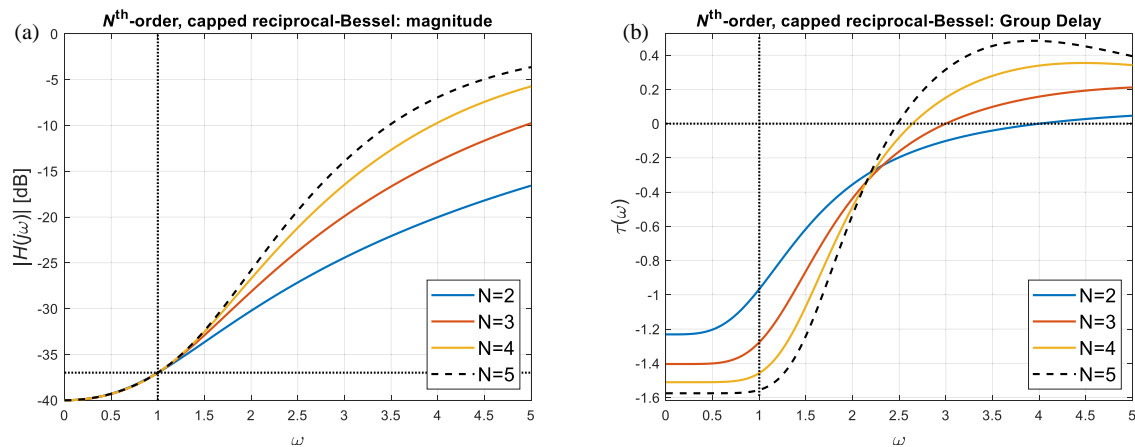 (a)
N^th-order, capped reciprocal-Bessel: magnitude
|H(jω)| [dB]
0
-5
-10
-15
-20
-25
-30
-35
-40
N=2
N=3
N=4
N=5
0 0.5 1 1.5 2 2.5 3 3.5 4 4.5 5
ω
(b)
N^th-order, capped reciprocal-Bessel: Group Delay
τ(ω)
0.4
0.2
0
-0.2
-0.4
-0.6
-0.8
-1
-1.2
-1.4
-1.6
N=2
N=3
N=4
N=5
0 0.5 1 1.5 2 2.5 3 3.5 4 4.5 5
ω